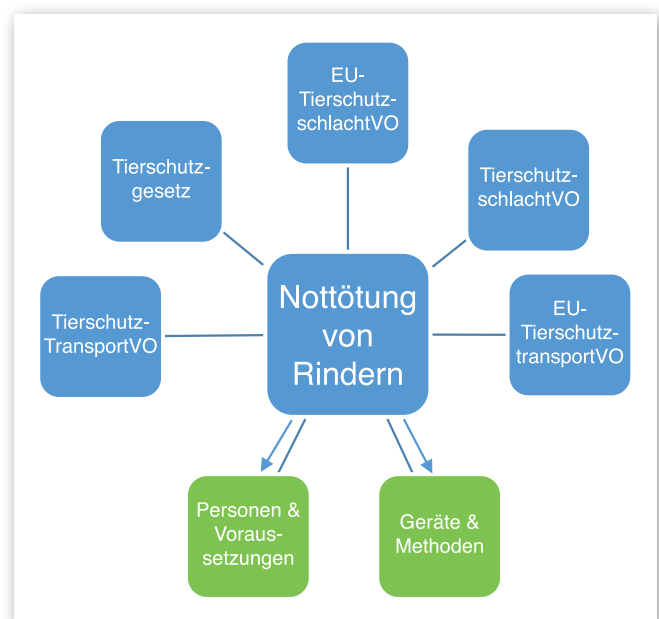 EU-
Tierschutz-
schlachtVO
Tierschutz-
gesetz
Tierschutz-
schlachtVO
Tierschutz-
TransportVO
Nottötung
von
Rindern
EU-
Tierschutz-
transportVO
Personen &
Voraus-
setzungen
Geräte &
Methoden